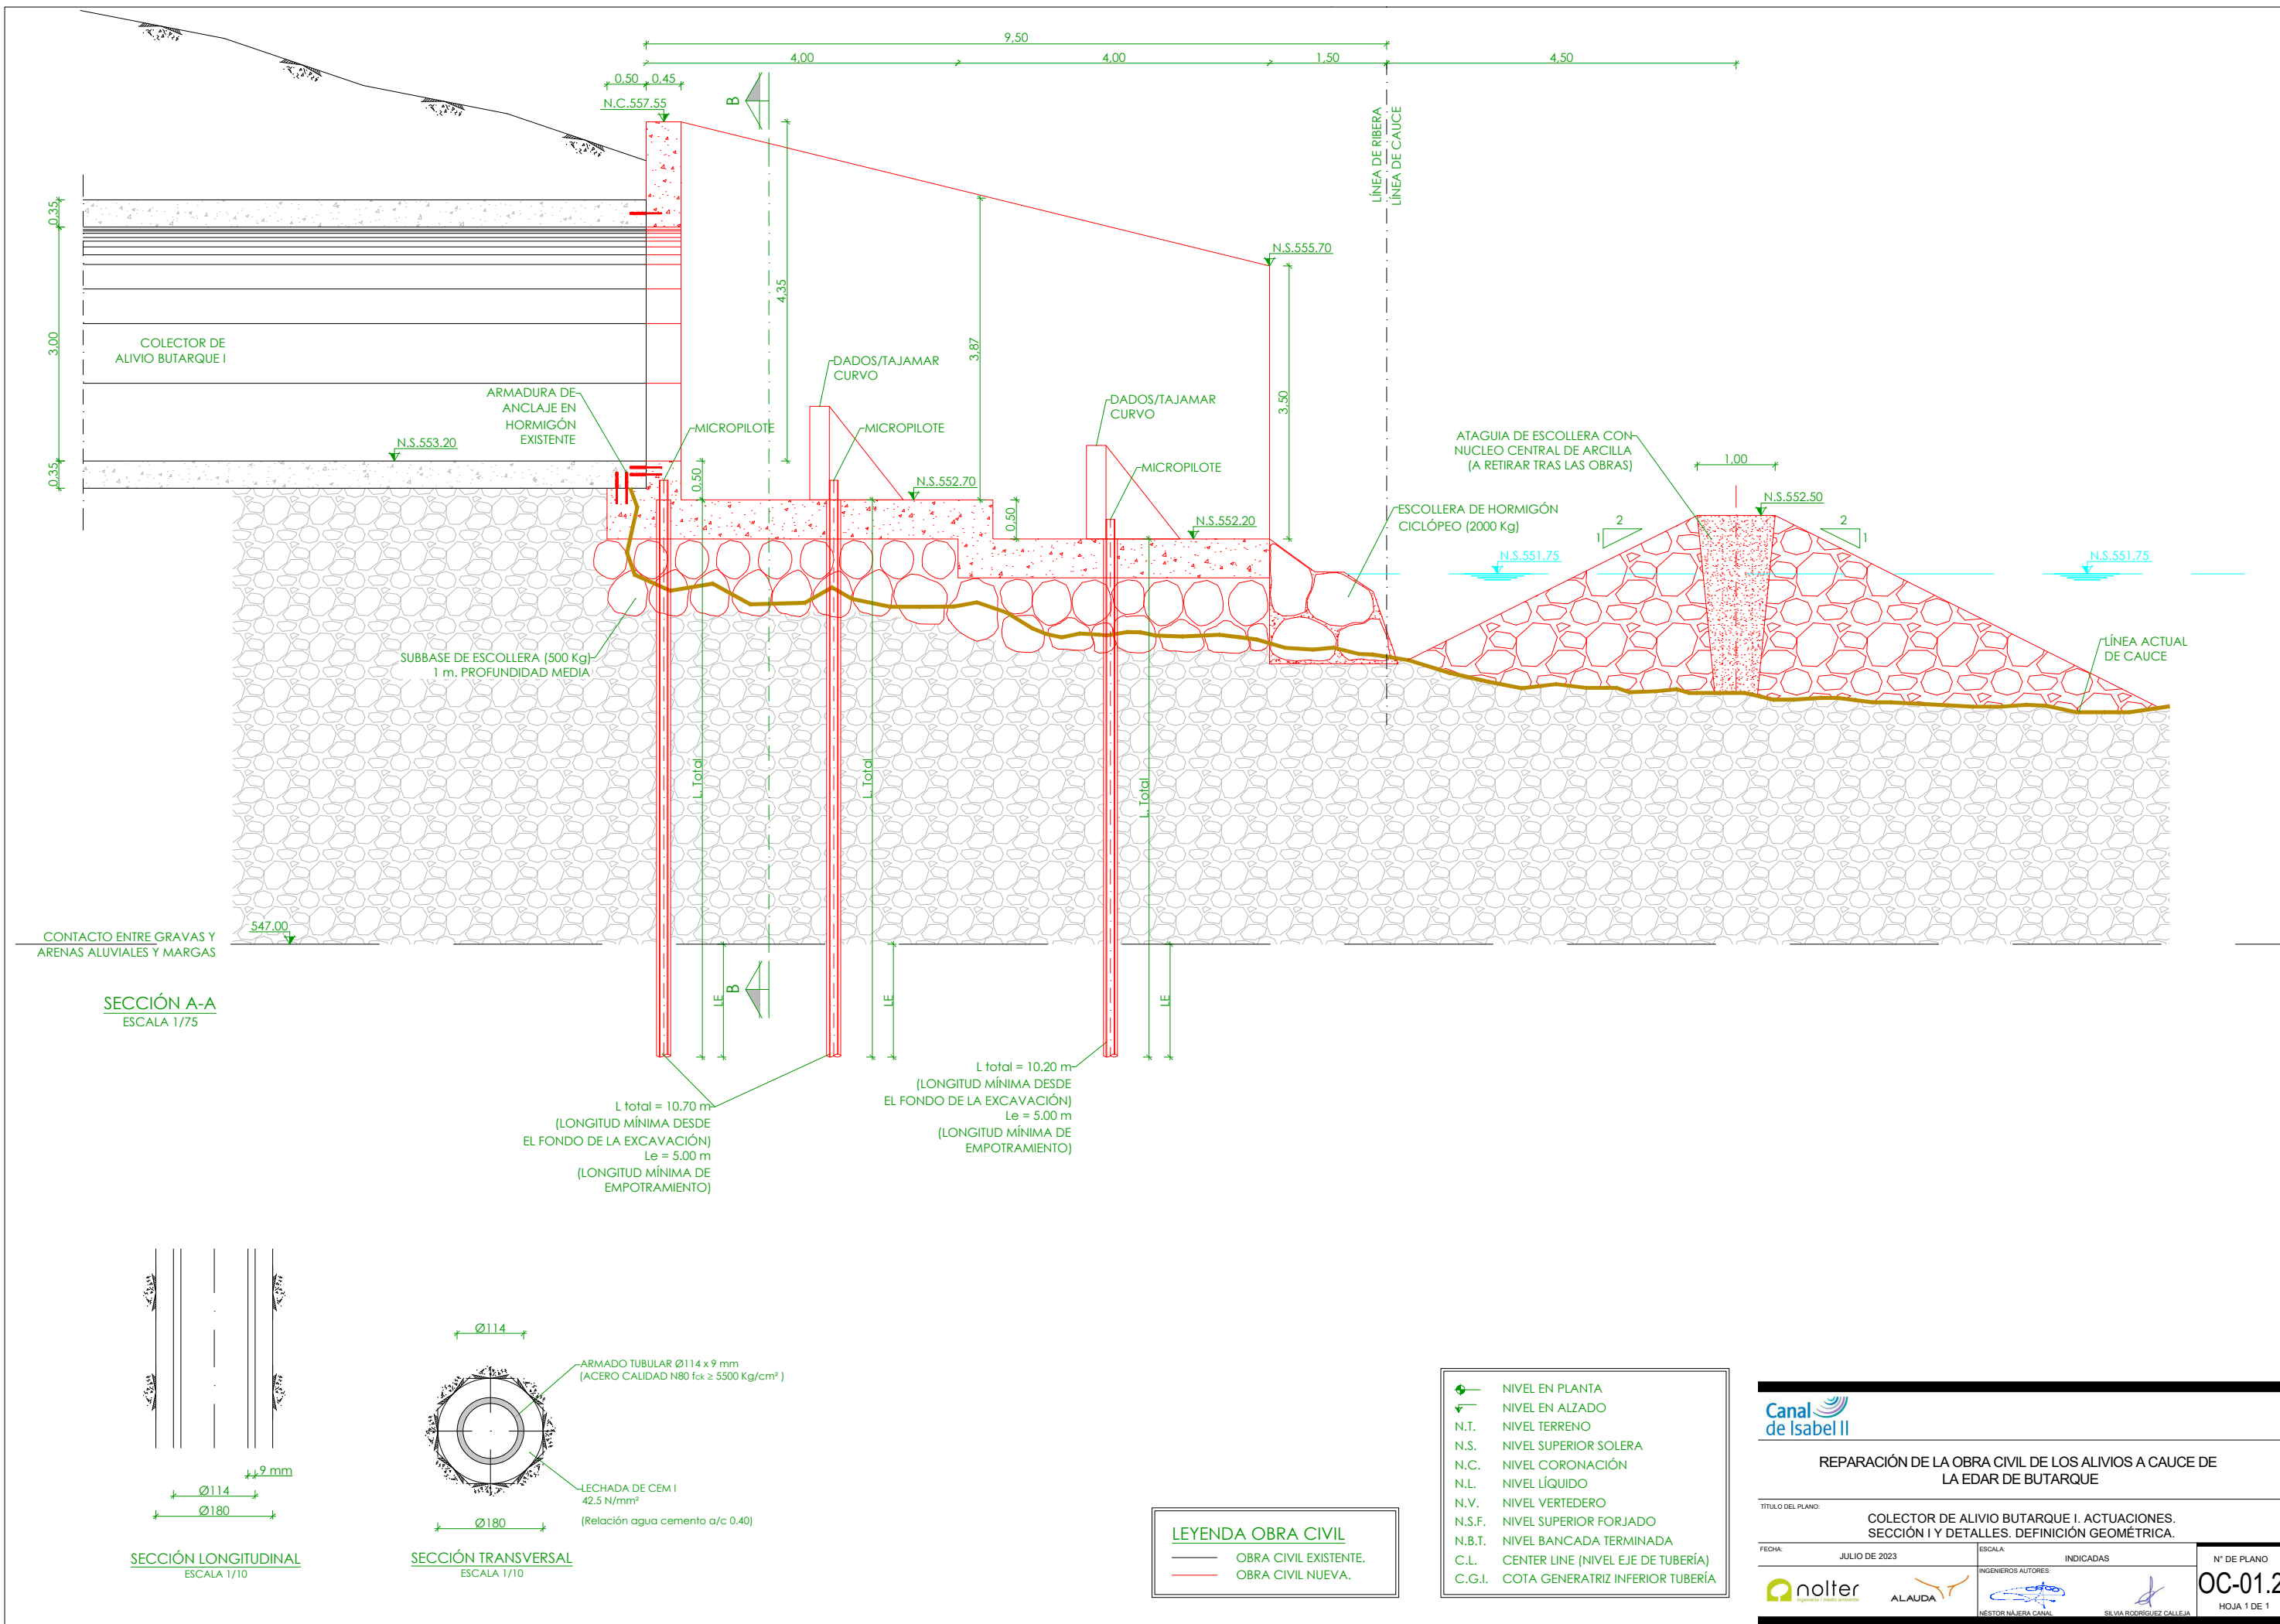 9,50
4,00
4,00
1,50
4,50
0,50
0,45
N.C.557.55
B
LÍNEA DE RIBERA
LÍNEA DE CAUCE
0,35
3,00
0,35
4,35
3,87
3,50
N.S.555.70
COLECTOR DE
ALIVIO BUTARQUE I
ARMADURA DE
ANCLAJE EN
HORMIGÓN
EXISTENTE
N.S.553.20
MICROPILOTE
DADOS/TAJAMAR
CURVO
MICROPILOTE
DADOS/TAJAMAR
CURVO
MICROPILOTE
0,50
N.S.552.70
0,50
N.S.552.20
ESCOLLERA DE HORMIGÓN
CICLÓPEO (2000 Kg)
ATAGUIA DE ESCOLLERA CON
NUCLEO CENTRAL DE ARCILLA
(A RETIRAR TRAS LAS OBRAS)
1,00
N.S.552.50
2
1
2
1
N.S.551.75
N.S.551.75
LÍNEA ACTUAL
DE CAUCE
SUBBASE DE ESCOLLERA (500 Kg)
1 m. PROFUNDIDAD MEDIA
L. Total
L. Total
L. Total
547.00
CONTACTO ENTRE GRAVAS Y
ARENAS ALUVIALES Y MARGAS
LE
B
LE
LE
SECCIÓN A-A
ESCALA 1/75
L total = 10.70 m
(LONGITUD MÍNIMA DESDE
EL FONDO DE LA EXCAVACIÓN)
Le = 5.00 m
(LONGITUD MÍNIMA DE
EMPOTRAMIENTO)
L total = 10.20 m
(LONGITUD MÍNIMA DESDE
EL FONDO DE LA EXCAVACIÓN)
Le = 5.00 m
(LONGITUD MÍNIMA DE
EMPOTRAMIENTO)
9 mm
Ø114
Ø180
SECCIÓN LONGITUDINAL
ESCALA 1/10
Ø114
ARMADO TUBULAR Ø114 x 9 mm
(ACERO CALIDAD N80 fck ≥ 5500 Kg/cm² )
LECHADA DE CEM I
42.5 N/mm²
(Relación agua cemento a/c 0.40)
Ø180
SECCIÓN TRANSVERSAL
ESCALA 1/10
LEYENDA OBRA CIVIL
OBRA CIVIL EXISTENTE.
OBRA CIVIL NUEVA.
NIVEL EN PLANTA
NIVEL EN ALZADO
N.T. NIVEL TERRENO
N.S. NIVEL SUPERIOR SOLERA
N.C. NIVEL CORONACIÓN
N.L. NIVEL LÍQUIDO
N.V. NIVEL VERTEDERO
N.S.F. NIVEL SUPERIOR FORJADO
N.B.T. NIVEL BANCADA TERMINADA
C.L. CENTER LINE (NIVEL EJE DE TUBERÍA)
C.G.I. COTA GENERATRIZ INFERIOR TUBERÍA
Canal
de Isabel II
REPARACIÓN DE LA OBRA CIVIL DE LOS ALIVIOS A CAUCE DE
LA EDAR DE BUTARQUE
TÍTULO DEL PLANO:
COLECTOR DE ALIVIO BUTARQUE I. ACTUACIONES.
SECCIÓN I Y DETALLES. DEFINICIÓN GEOMÉTRICA.
FECHA:
JULIO DE 2023
ESCALA:
INDICADAS
N° DE PLANO
OC-01.2
HOJA 1 DE 1
nolter
ingeniería / medio ambiente
ALAUDA
INGENIEROS AUTORES:
NÉSTOR NÁJERA CANAL
SILVIA RODRÍGUEZ CALLEJA